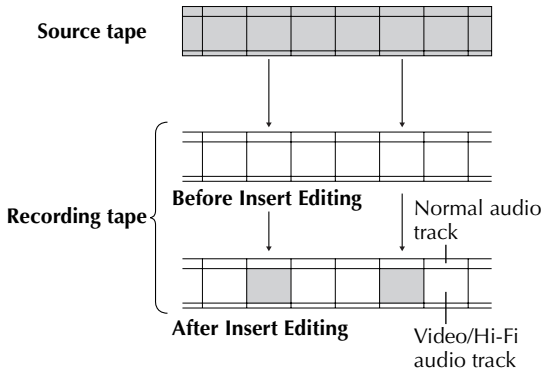 Source tape
Before Insert Editing
Recording tape
Normal audio
track
After Insert Editing
Video/Hi-Fi
audio track